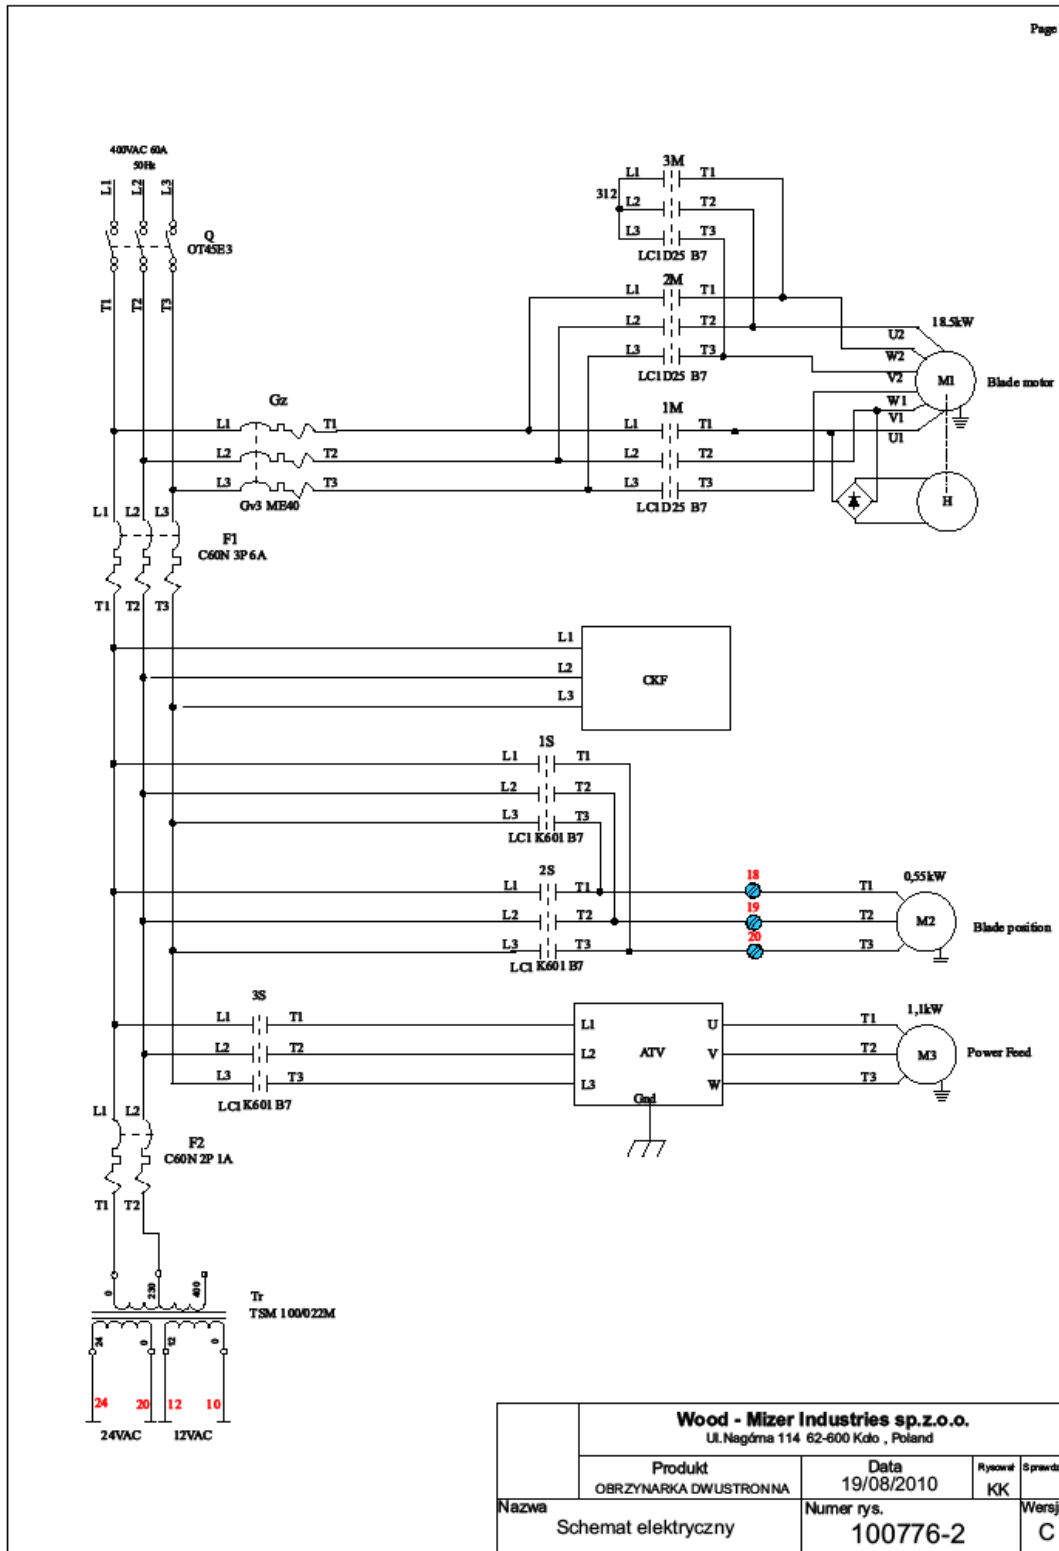 Page
400VAC 60A
50Hz
L1 L2 L3
Q
OT45E3
T1 T2 T3
3M
L1 T1
312
L2 T2
L3 T3
LC1D25 B7
2M
L1 T1
L2 T2
L3 T3
LC1D25 B7
18.5kW
U2
W2
V2
W1
V1
U1
M1
Blade motor
H
Gz
L1 T1
L2 T2
L3 T3
Gv3 ME40
1M
L1 T1
L2 T2
L3 T3
LC1D25 B7
L1 L2 L3
F1
C60N 3P 6A
T1 T2 T3
L1
L2
L3
CKF
1S
L1 T1
L2 T2
L3 T3
LC1 K601 B7
2S
L1 T1 18 T1
L2 T2 19 T2
L3 T3 20 T3
LC1 K601 B7
0,55kW
M2
Blade position
3S
L1 T1
L2 T2
L3 T3
LC1 K601 B7
L1 U
L2 ATV V
L3 W
Gnd
T1
T2
T3
1,1kW
M3
Power Feed
L1 L2
F2
C60N 2P 1A
T1 T2
0 230 400
Tr
TSM 100/022M
24 0 12 0
24 20 12 10
24VAC 12VAC
Wood - Mizer Industries sp.z.o.o.
Ul.Nagórna 114 62-600 Koło , Poland
Produkt
OBRZYNARKA DWUSTRONNA
Data
19/08/2010
Rysował
KK
Nazwa
Schemat elektryczny
Numer rys.
100776-2
C